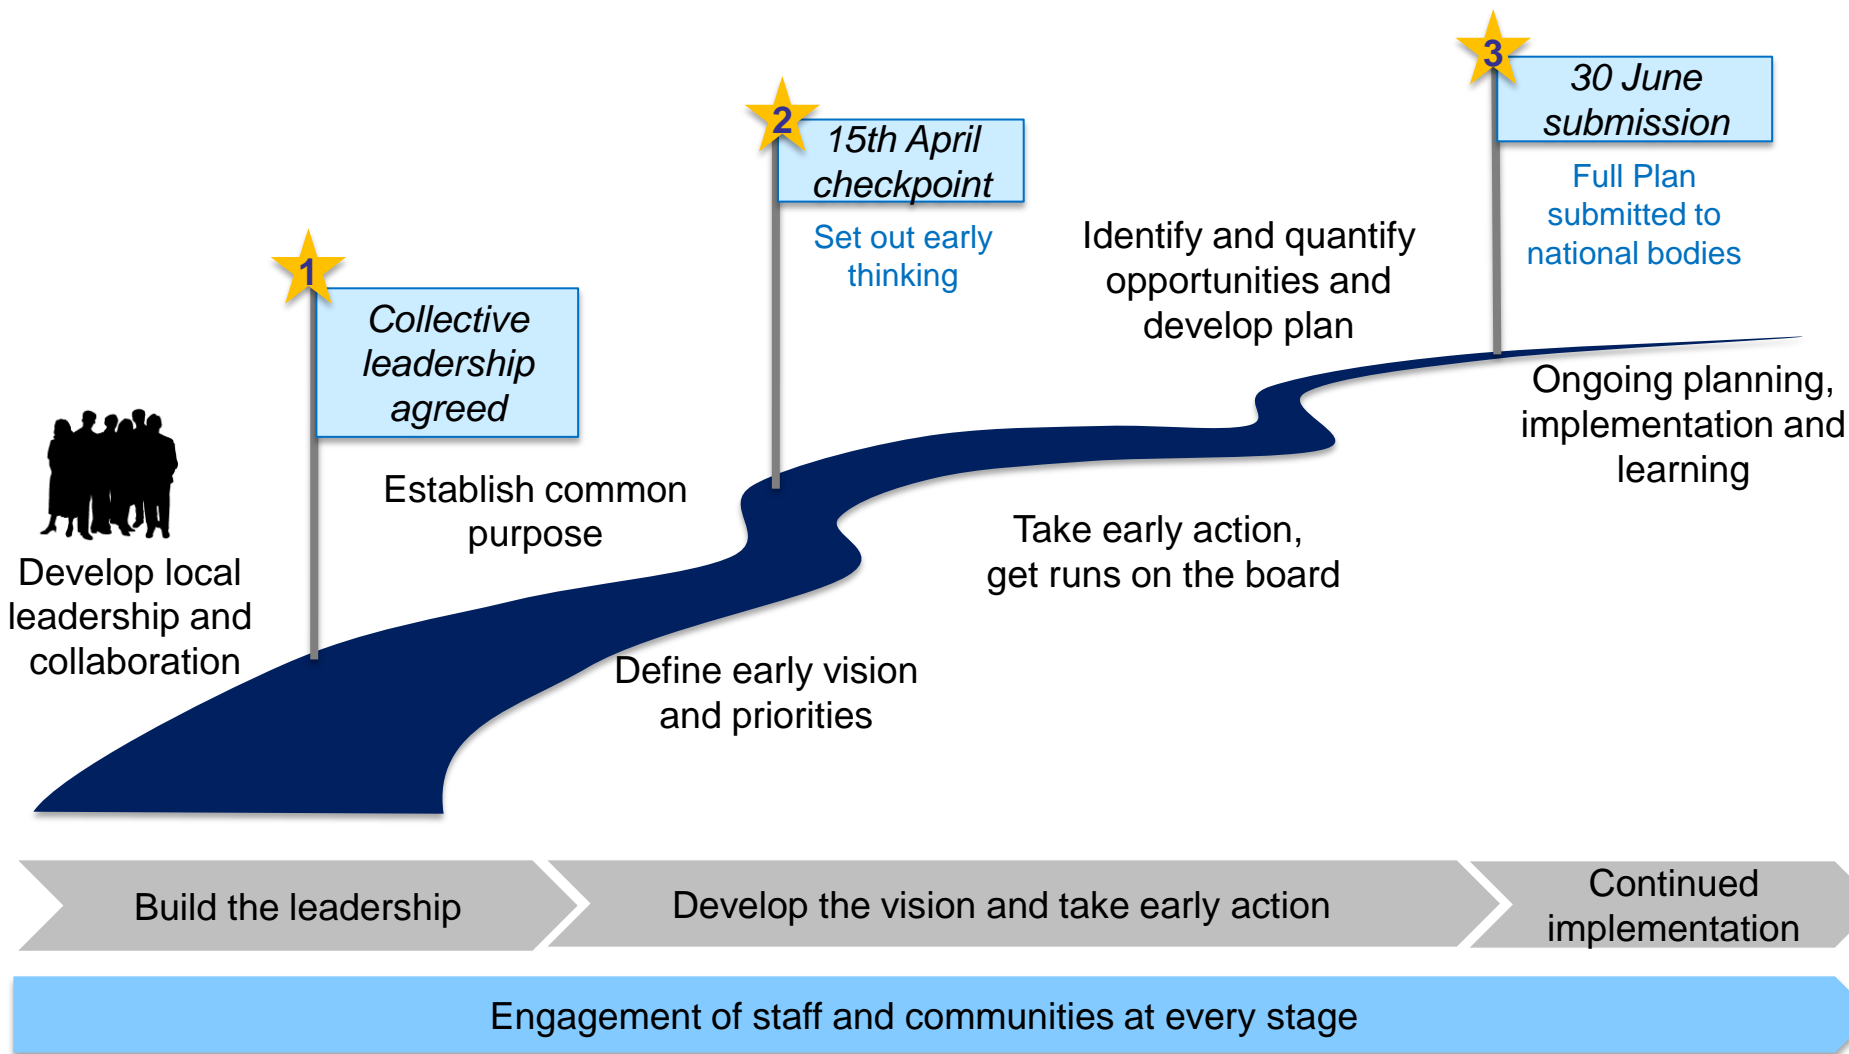 3
30 June
submission
Full Plan
submitted to
national bodies
2
15th April
checkpoint
Set out early
thinking
Identify and quantify
opportunities and
develop plan
1
Collective
leadership
agreed
Ongoing planning,
implementation and
learning
Establish common
purpose
Take early action,
get runs on the board
Develop local
leadership and
collaboration
Define early vision
and priorities
Build the leadership
Develop the vision and take early action
Continued
implementation
Engagement of staff and communities at every stage